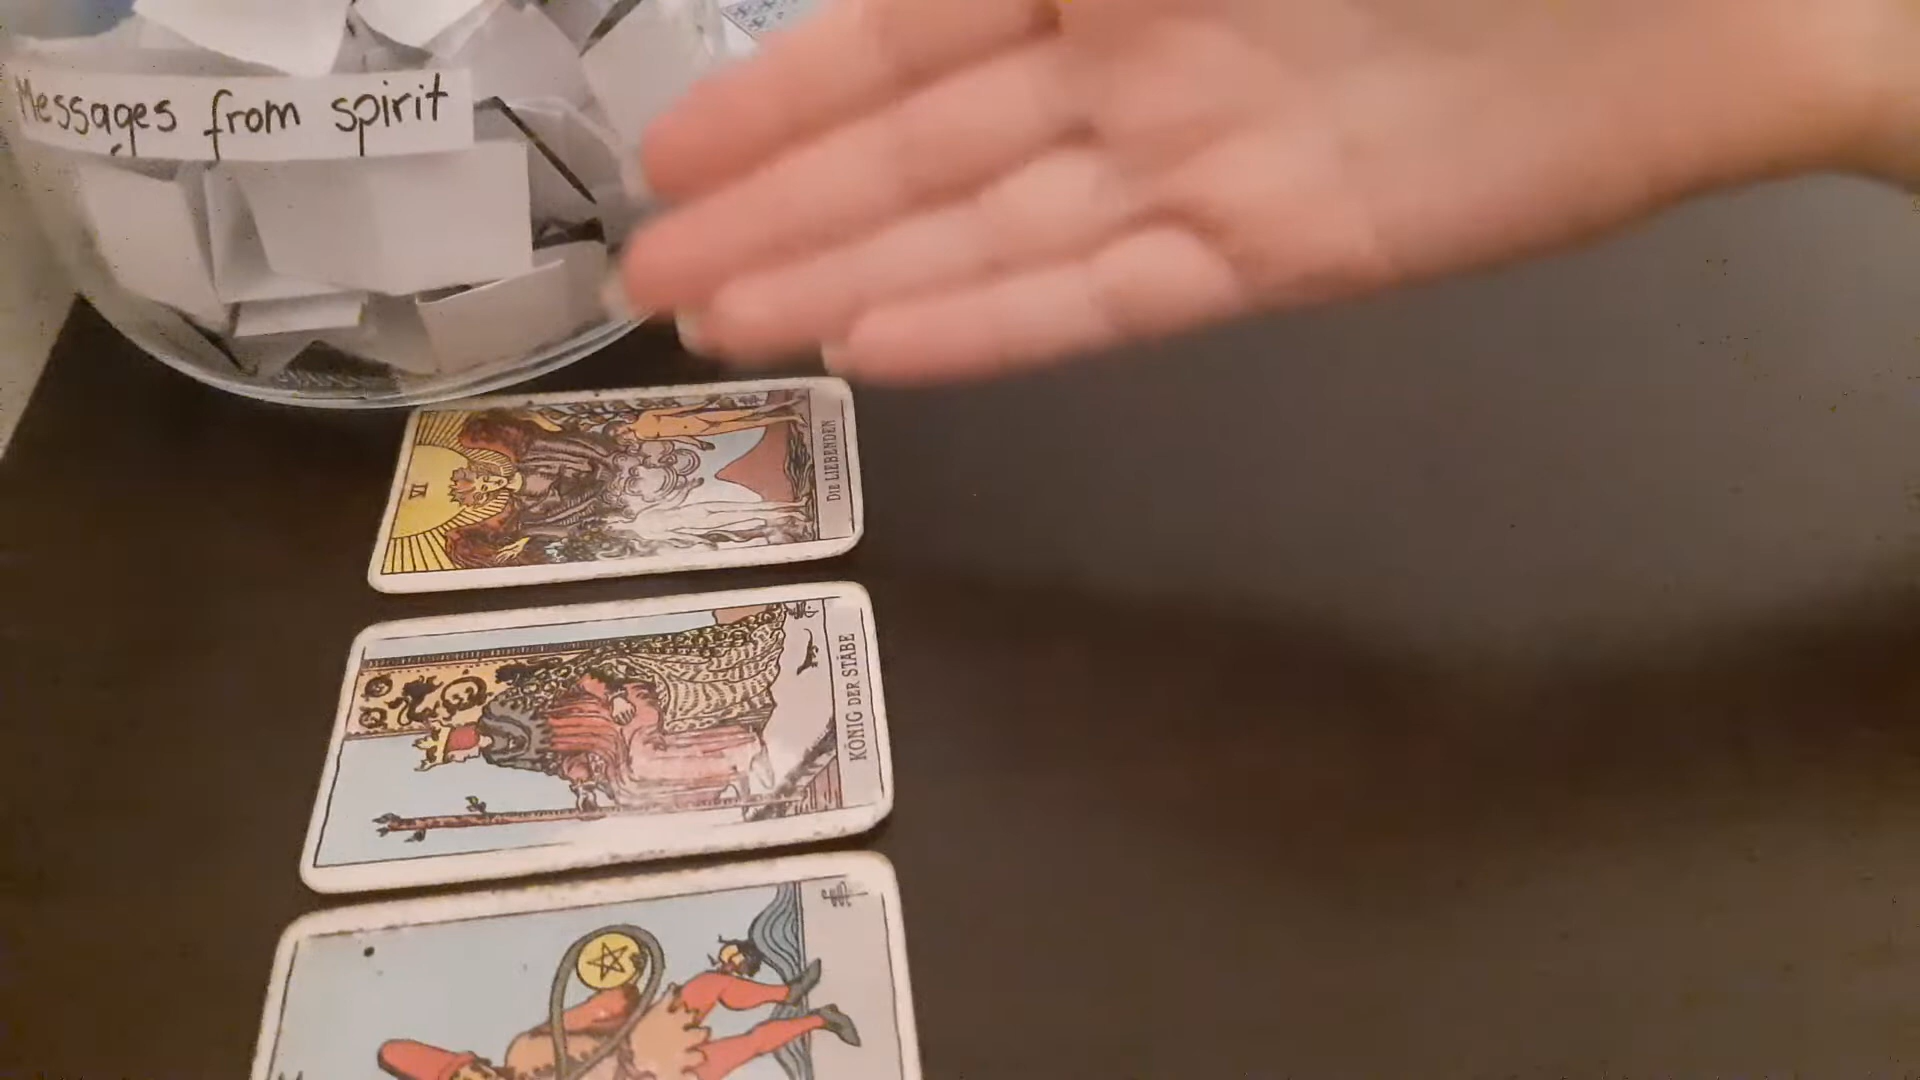 Messages from spirit
VI
DIE LIEBENDEN
KÖNIG DER STÄBE